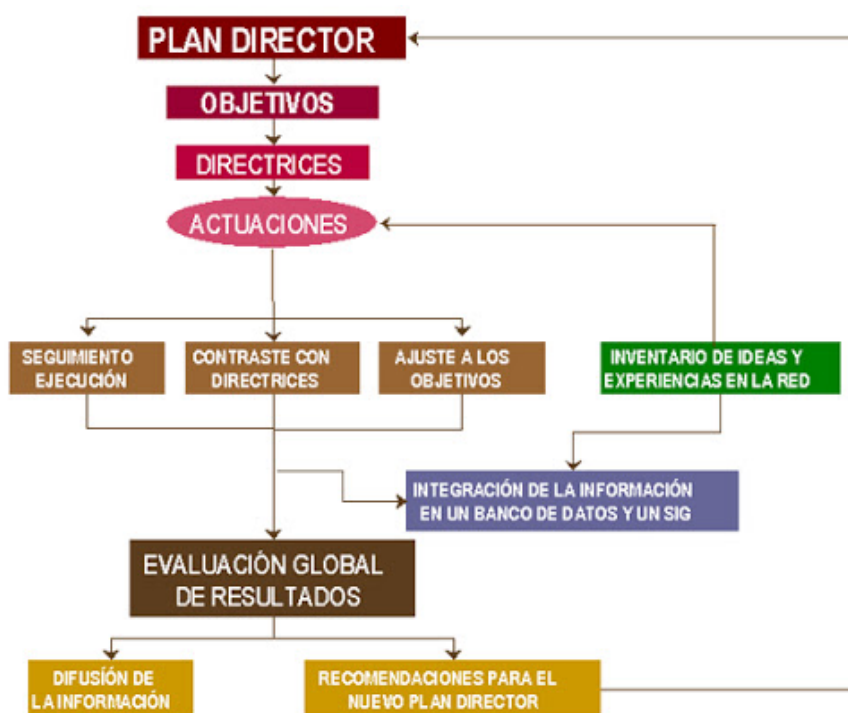 PLAN DIRECTOR
OBJETIVOS
DIRECTRICES
ACTUACIONES
SEGUIMIENTO
EJECUCIÓN
CONTRASTE CON
DIRECTRICES
AJUSTE A LOS
OBJETIVOS
INVENTARIO DE IDEAS Y
EXPERIENCIAS EN LA RED
INTEGRACIÓN DE LA INFORMACIÓN
EN UN BANCO DE DATOS Y UN SIG
EVALUACIÓN GLOBAL
DE RESULTADOS
DIFUSIÓN DE
LA INFORMACIÓN
RECOMENDACIONES PARA EL
NUEVO PLAN DIRECTOR